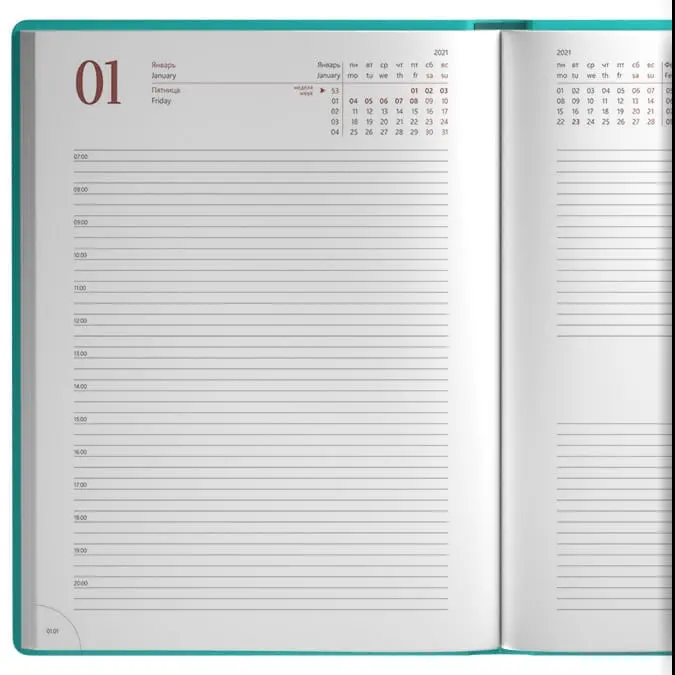 2021
01
Январь
January
Пятница
Friday
неделя
week
Январь пн вт ср чт пт сб вс
January mo tu we th fr sa su
53 01 02 03
01 04 05 06 07 08 09 10
02 11 12 13 14 15 16 17
03 18 19 20 21 22 23 24
04 25 26 27 28 29 30 31
07:00
08:00
09:00
10:00
11:00
12:00
13:00
14:00
15:00
16:00
17:00
18:00
19:00
20:00
01.01
2021
пн вт ср чт пт сб вс
mo tu we th fr sa su
01 02 03 04 05 06 07
08 09 10 11 12 13 14
15 16 17 18 19 20 21
22 23 24 25 26 27 28